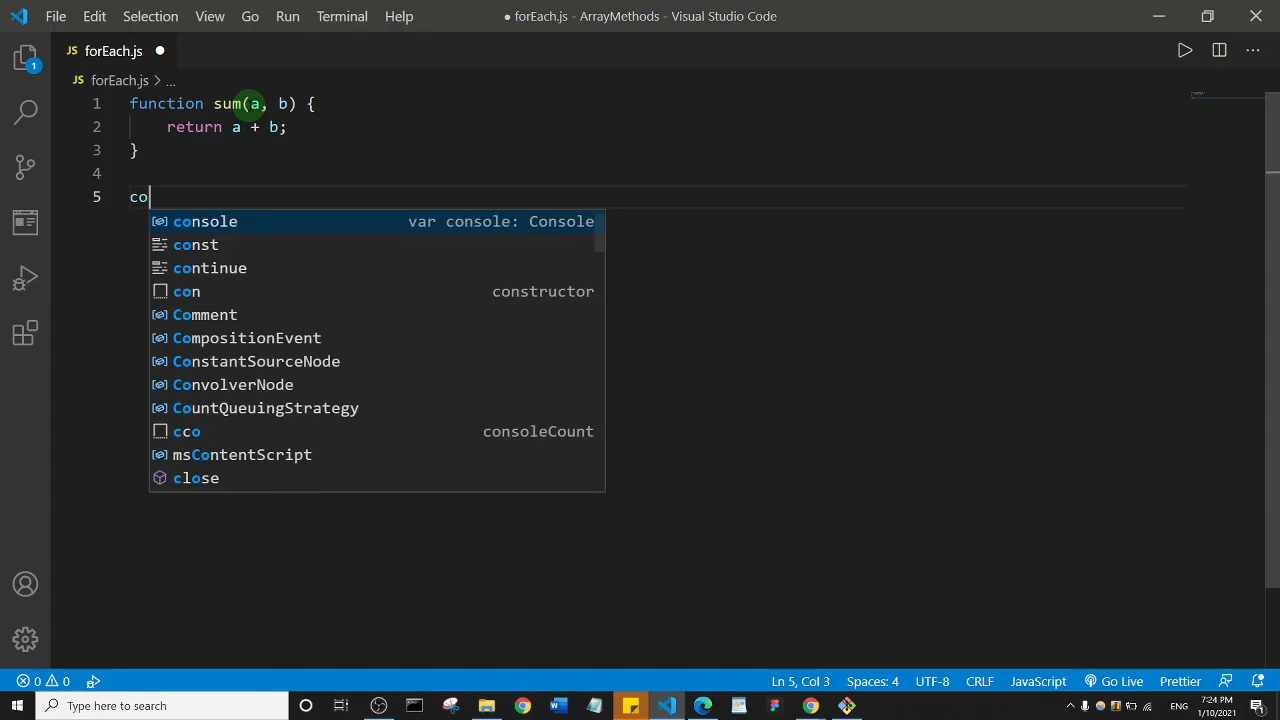 File Edit Selection View Go Run Terminal Help ● forEach.js - ArrayMethods - Visual Studio Code
JS forEach.js ●
JS forEach.js > ...
1 function sum(a, b) {
2 return a + b;
3 }
4
5 co
console var console: Console
const
continue
con constructor
Comment
CompositionEvent
ConstantSourceNode
ConvolverNode
CountQueuingStrategy
cco consoleCount
msContentScript
close
1
0 0 Ln 5, Col 3 Spaces: 4 UTF-8 CRLF JavaScript Go Live Prettier
Type here to search ENG 7:24 PM
1/10/2021